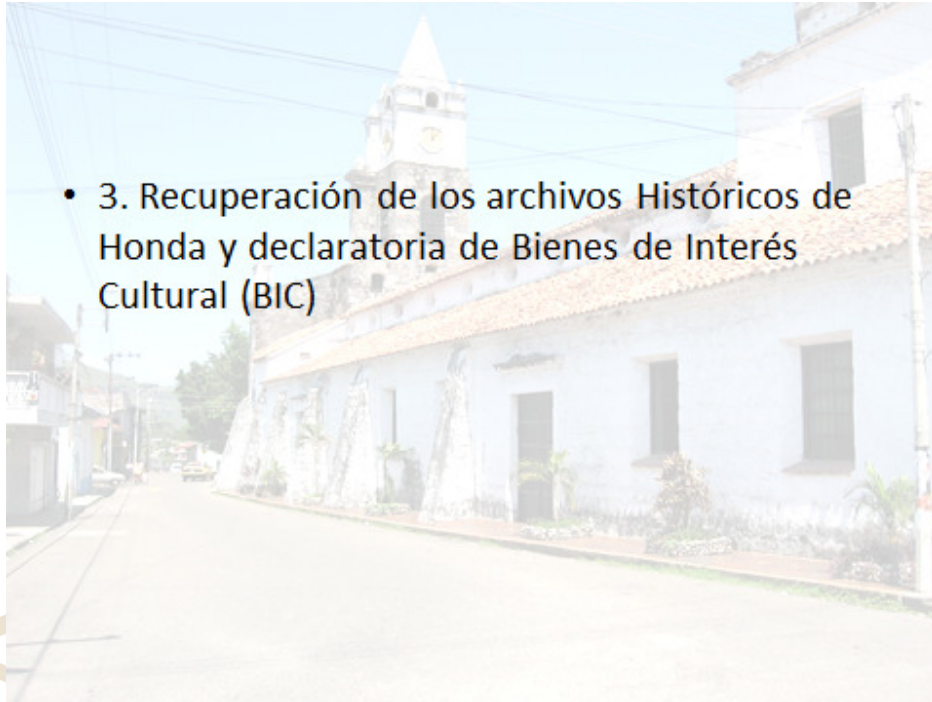 • 3. Recuperación de los archivos Históricos de
Honda y declaratoria de Bienes de Interés
Cultural (BIC)